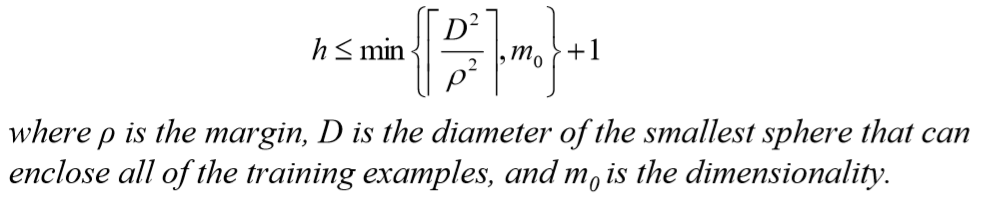 h ≤ min { ⌈ D² / ρ² ⌉, m₀ } + 1
where ρ is the margin, D is the diameter of the smallest sphere that can
enclose all of the training examples, and m₀ is the dimensionality.